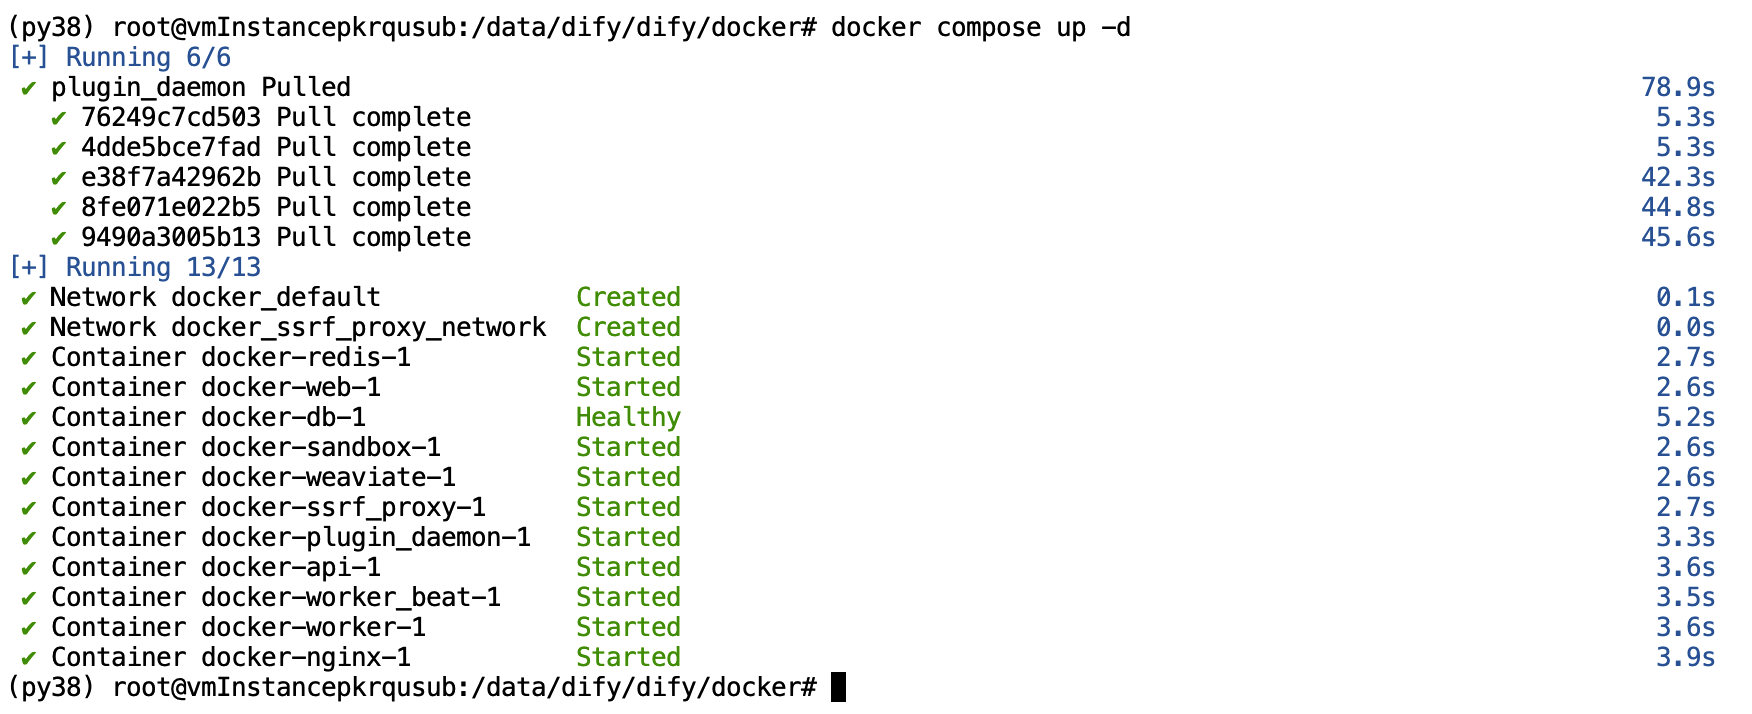 (py38) root@vmInstancepkrqusub:/data/dify/dify/docker# docker compose up -d
[+] Running 6/6
✔ plugin_daemon Pulled 78.9s
✔ 76249c7cd503 Pull complete 5.3s
✔ 4dde5bce7fad Pull complete 5.3s
✔ e38f7a42962b Pull complete 42.3s
✔ 8fe071e022b5 Pull complete 44.8s
✔ 9490a3005b13 Pull complete 45.6s
[+] Running 13/13
✔ Network docker_default Created 0.1s
✔ Network docker_ssrf_proxy_network Created 0.0s
✔ Container docker-redis-1 Started 2.7s
✔ Container docker-web-1 Started 2.6s
✔ Container docker-db-1 Healthy 5.2s
✔ Container docker-sandbox-1 Started 2.6s
✔ Container docker-weaviate-1 Started 2.6s
✔ Container docker-ssrf_proxy-1 Started 2.7s
✔ Container docker-plugin_daemon-1 Started 3.3s
✔ Container docker-api-1 Started 3.6s
✔ Container docker-worker_beat-1 Started 3.5s
✔ Container docker-worker-1 Started 3.6s
✔ Container docker-nginx-1 Started 3.9s
(py38) root@vmInstancepkrqusub:/data/dify/dify/docker#